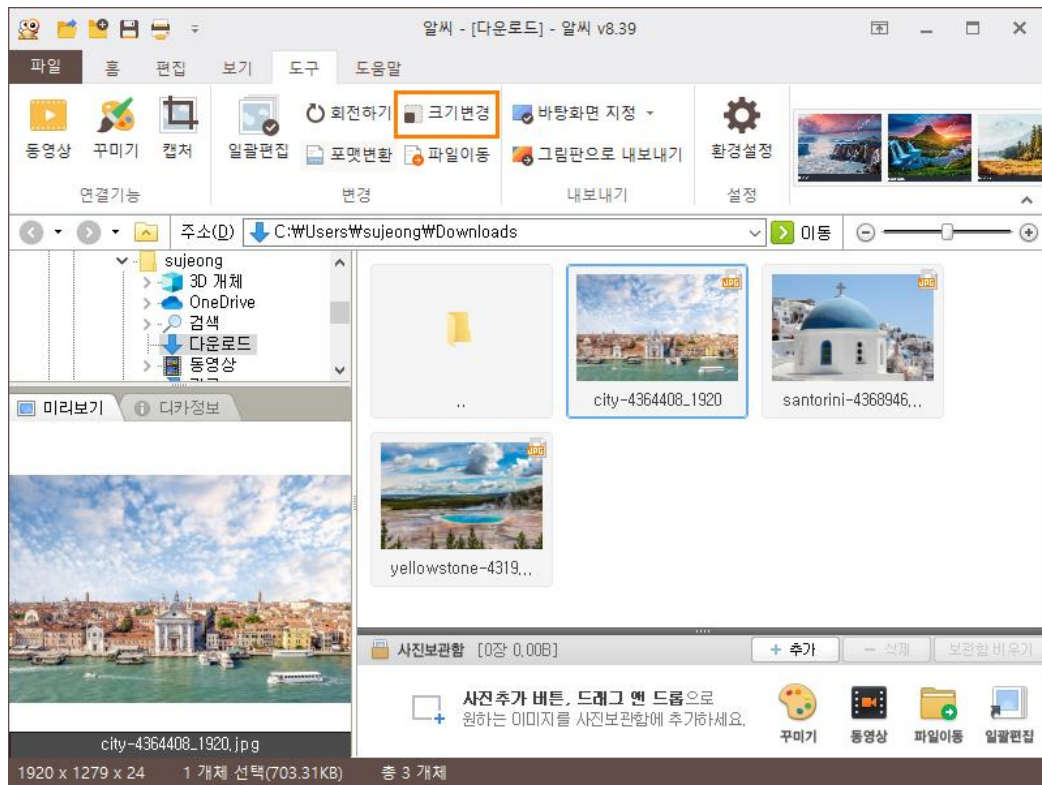 알씨 - [다운로드] - 알씨 v8.39
파일 홈 편집 보기 도구 도움말
회전하기 크기변경 바탕화면 지정
동영상 꾸미기 캡처 일괄편집 포맷변환 파일이동 그림판으로 내보내기 환경설정
연결기능 변경 내보내기 설정
주소(D) C:₩Users₩sujeong₩Downloads 이동
sujeong
3D 개체
OneDrive
검색
다운로드
동영상
미리보기 디카정보
JPG
JPG
.. city-4364408_1920 santorini-4368946,...
JPG
yellowstone-4319,...
사진보관함 [0장 0,00B] + 추가 - 삭제 보관함 비우기
사진추가 버튼, 드래그 앤 드롭으로
원하는 이미지를 사진보관함에 추가하세요.
꾸미기 동영상 파일이동 일괄편집
city-4364408_1920.jpg
1920 x 1279 x 24 1 개체 선택(703.31KB) 총 3 개체